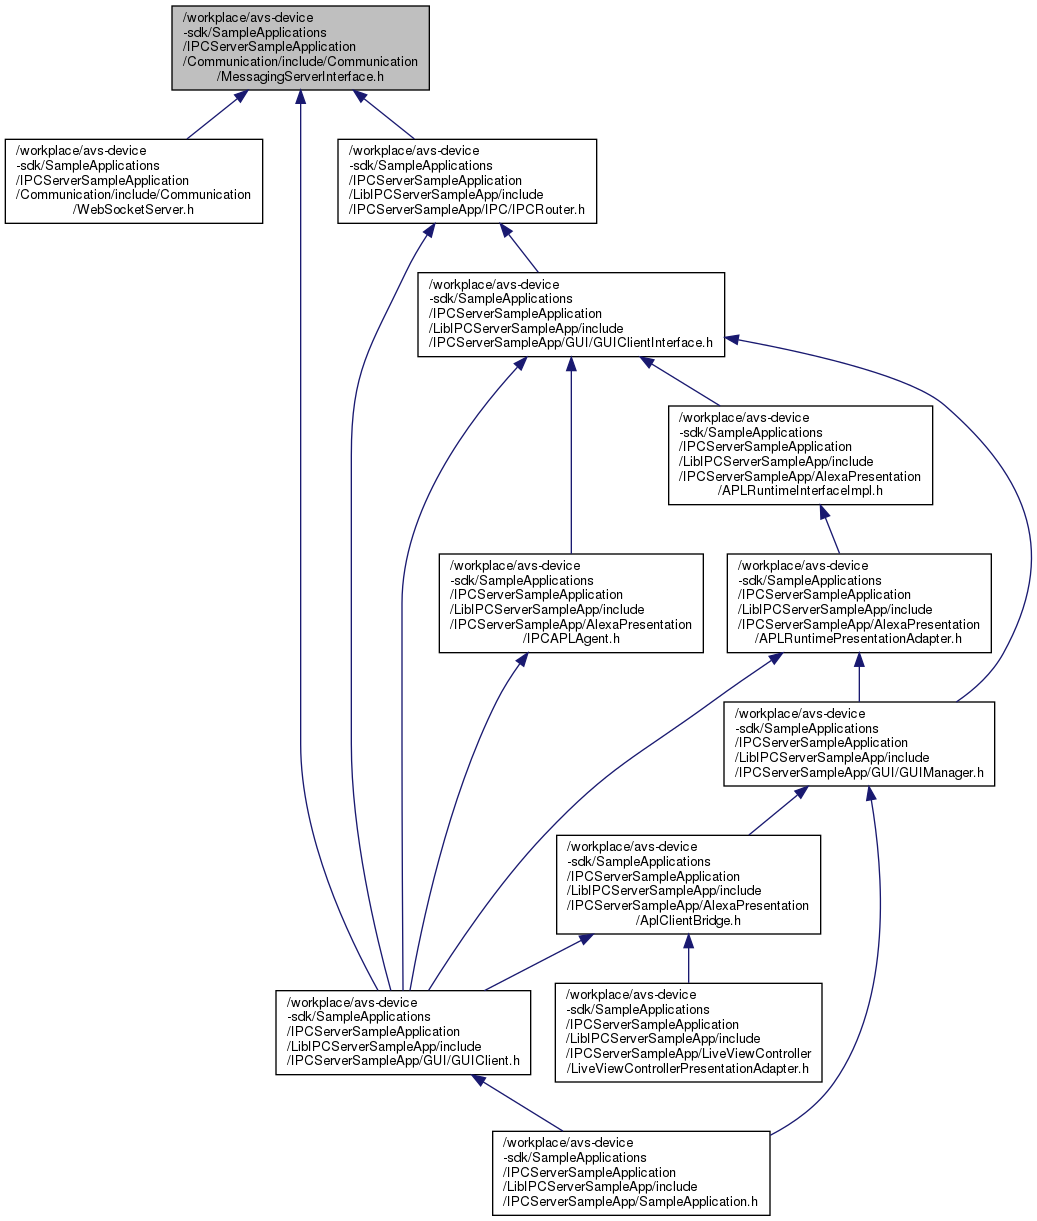 /workplace/avs-device
-sdk/SampleApplications
/IPCServerSampleApplication
/Communication/include/Communication
/MessagingServerInterface.h
/workplace/avs-device
-sdk/SampleApplications
/IPCServerSampleApplication
/Communication/include/Communication
/WebSocketServer.h
/workplace/avs-device
-sdk/SampleApplications
/IPCServerSampleApplication
/LibIPCServerSampleApp/include
/IPCServerSampleApp/IPC/IPCRouter.h
/workplace/avs-device
-sdk/SampleApplications
/IPCServerSampleApplication
/LibIPCServerSampleApp/include
/IPCServerSampleApp/GUI/GUIClientInterface.h
/workplace/avs-device
-sdk/SampleApplications
/IPCServerSampleApplication
/LibIPCServerSampleApp/include
/IPCServerSampleApp/AlexaPresentation
/APLRuntimeInterfaceImpl.h
/workplace/avs-device
-sdk/SampleApplications
/IPCServerSampleApplication
/LibIPCServerSampleApp/include
/IPCServerSampleApp/AlexaPresentation
/IPCAPLAgent.h
/workplace/avs-device
-sdk/SampleApplications
/IPCServerSampleApplication
/LibIPCServerSampleApp/include
/IPCServerSampleApp/AlexaPresentation
/APLRuntimePresentationAdapter.h
/workplace/avs-device
-sdk/SampleApplications
/IPCServerSampleApplication
/LibIPCServerSampleApp/include
/IPCServerSampleApp/GUI/GUIManager.h
/workplace/avs-device
-sdk/SampleApplications
/IPCServerSampleApplication
/LibIPCServerSampleApp/include
/IPCServerSampleApp/AlexaPresentation
/AplClientBridge.h
/workplace/avs-device
-sdk/SampleApplications
/IPCServerSampleApplication
/LibIPCServerSampleApp/include
/IPCServerSampleApp/GUI/GUIClient.h
/workplace/avs-device
-sdk/SampleApplications
/IPCServerSampleApplication
/LibIPCServerSampleApp/include
/IPCServerSampleApp/LiveViewController
/LiveViewControllerPresentationAdapter.h
/workplace/avs-device
-sdk/SampleApplications
/IPCServerSampleApplication
/LibIPCServerSampleApp/include
/IPCServerSampleApp/SampleApplication.h